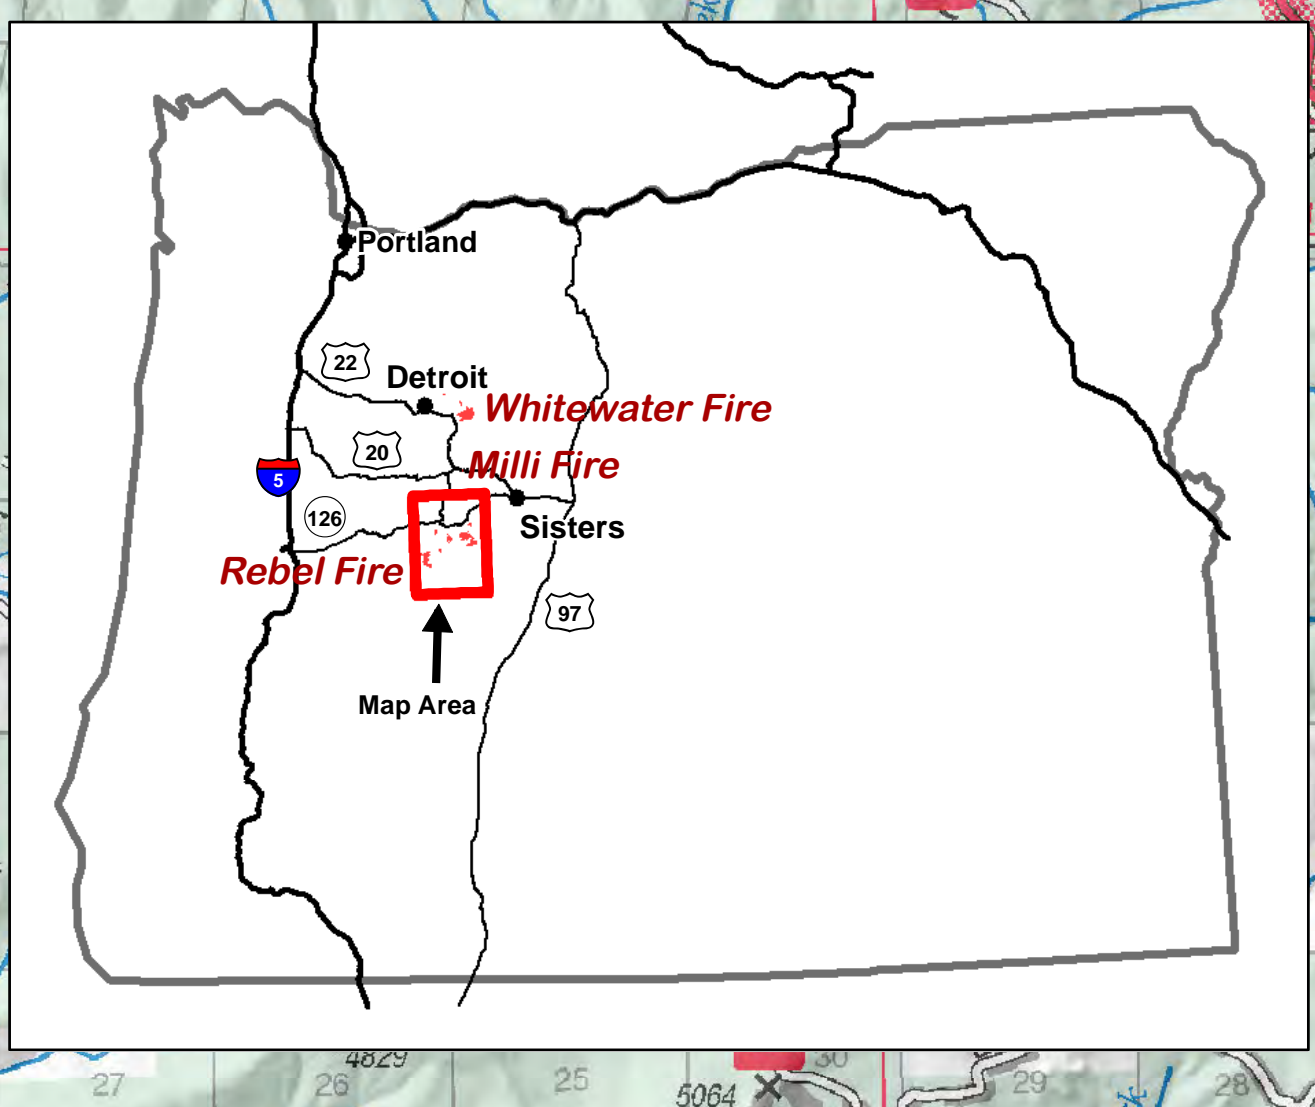 Portland
22
Detroit
Whitewater Fire
20
Milli Fire
5
126
Sisters
Rebel Fire
97
Map Area
4829
30
27
26
25
5064
29
28